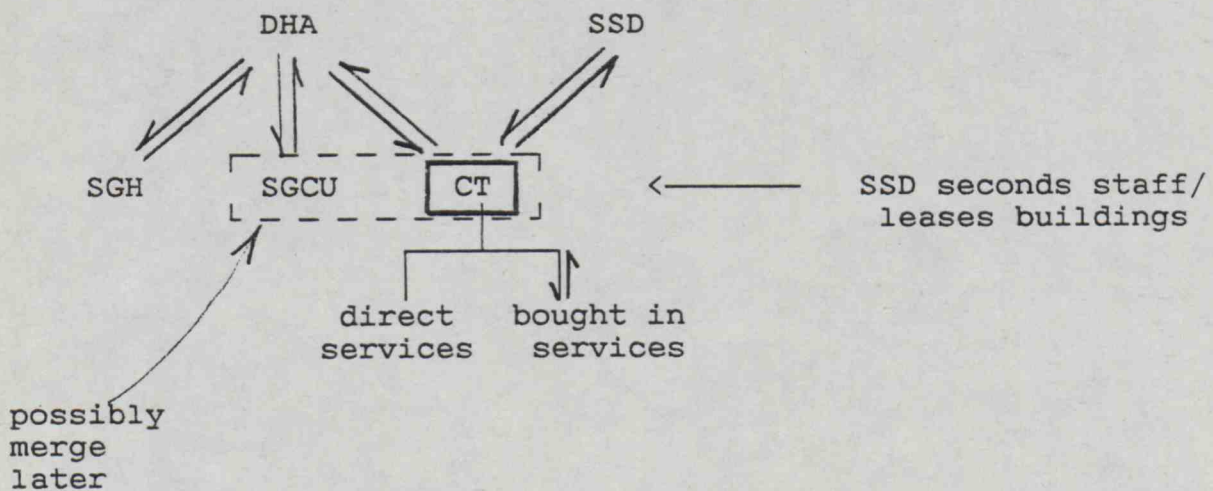 DHA SSD
SGH SGCU CT SSD seconds staff/
leases buildings
direct services
bought in services
possibly
merge
later